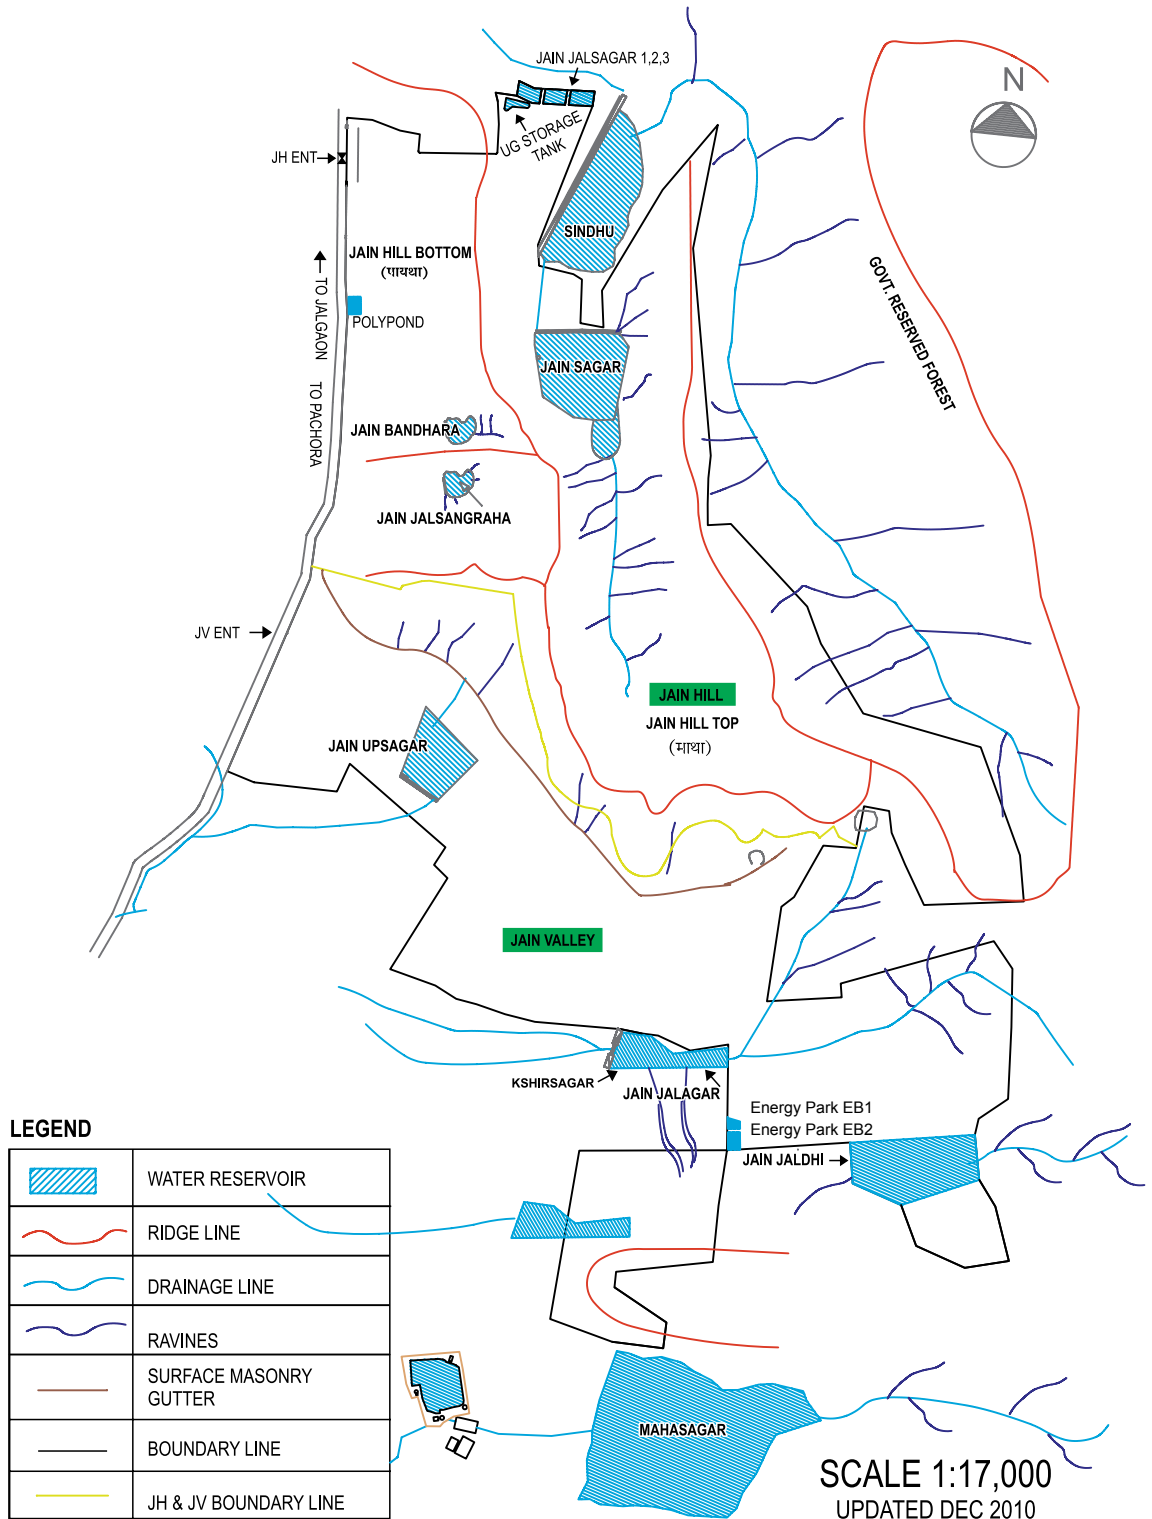 JAIN JALSAGAR 1,2,3
N
UG STORAGE
TANK
JH ENT
SINDHU
JAIN HILL BOTTOM
(पायथा)
TO JALGAON
TO PACHORA
POLYPOND
GOVT. RESERVED FOREST
JAIN SAGAR
JAIN BANDHARA
JAIN JALSANGRAHA
JV ENT
JAIN HILL
JAIN HILL TOP
(माथा)
JAIN UPSAGAR
JAIN VALLEY
KSHIRSAGAR
JAIN JALAGAR
Energy Park EB1
Energy Park EB2
JAIN JALDHI
LEGEND
WATER RESERVOIR
RIDGE LINE
DRAINAGE LINE
RAVINES
SURFACE MASONRY
GUTTER
BOUNDARY LINE
JH & JV BOUNDARY LINE
MAHASAGAR
SCALE 1:17,000
UPDATED DEC 2010